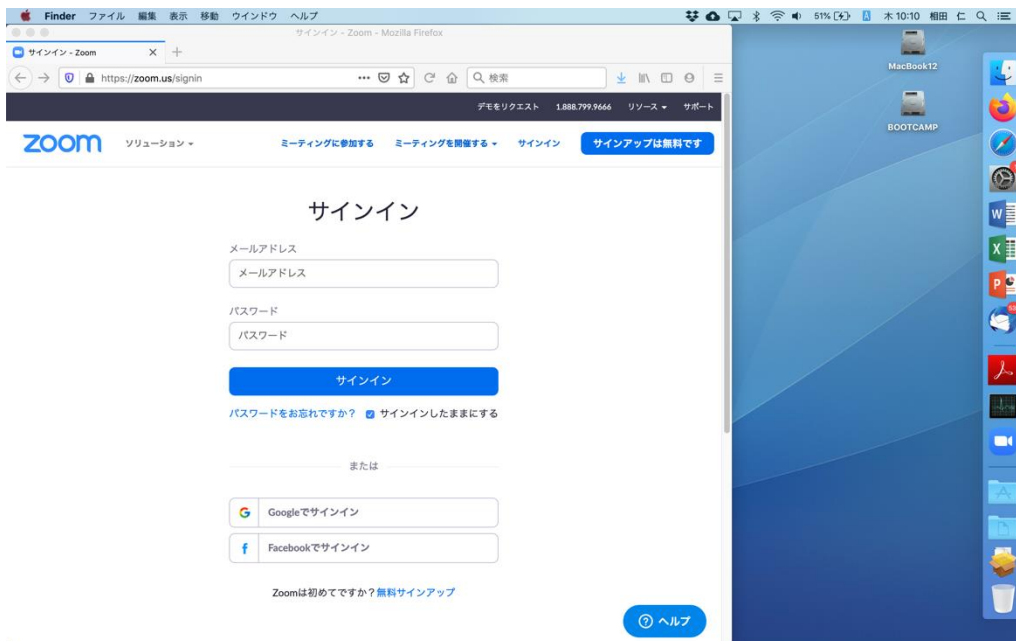 Finder ファイル 編集 表示 移動 ウインドウ ヘルプ 51% 木 10:10 相田 仁
サインイン - Zoom - Mozilla Firefox
サインイン - Zoom
https://zoom.us/signin 検索
デモをリクエスト 1.888.799.9666 リソース サポート
zoom ソリューション ミーティングに参加する ミーティングを開催する サインイン サインアップは無料です
サインイン
メールアドレス
メールアドレス
パスワード
パスワード
サインイン
パスワードをお忘れですか？ サインインしたままにする
または
Googleでサインイン
Facebookでサインイン
Zoomは初めてですか？無料サインアップ
ヘルプ
MacBook12
BOOTCAMP